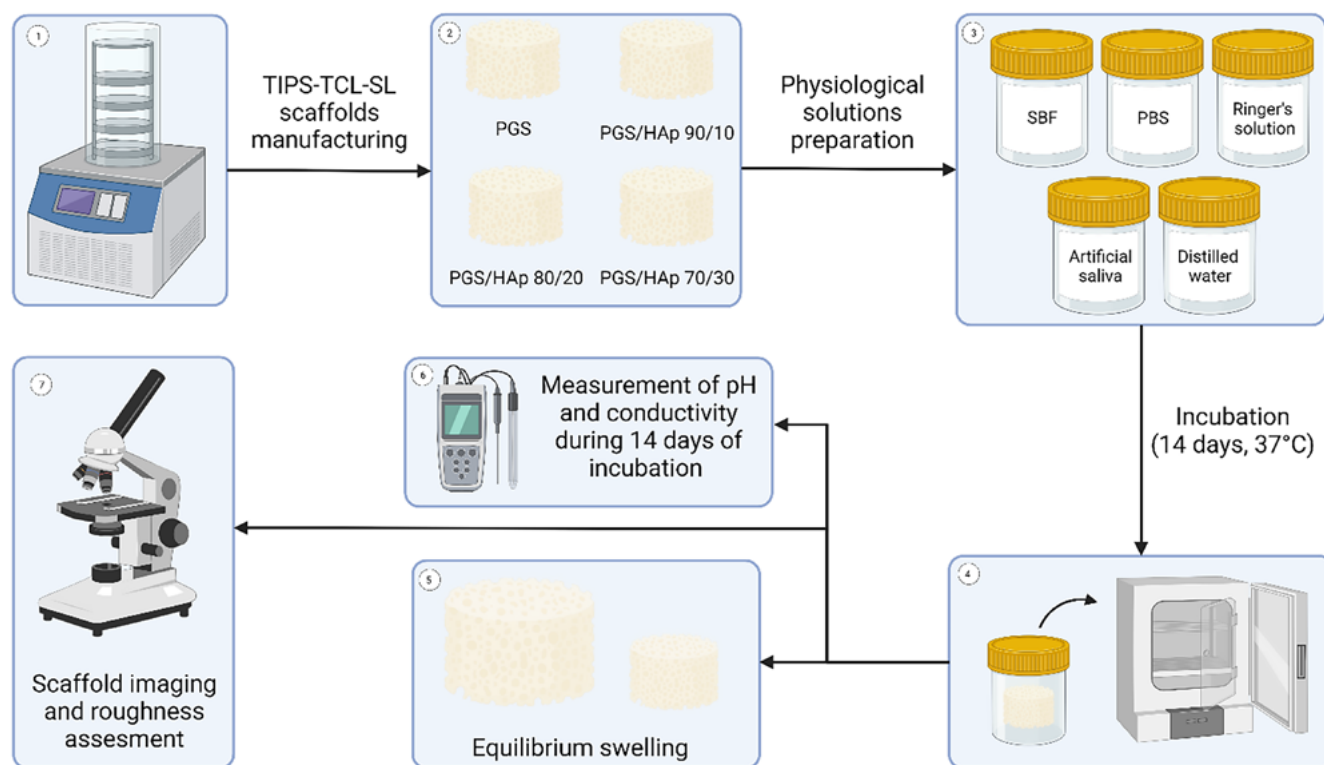 1
TIPS-TCL-SL
scaffolds
manufacturing
2
PGS
PGS/HAp 90/10
PGS/HAp 80/20
PGS/HAp 70/30
Physiological
solutions
preparation
3
SBF
PBS
Ringer's
solution
Artificial
saliva
Distilled
water
Incubation
(14 days, 37°C)
4
5
Equilibrium swelling
6
Measurement of pH
and conductivity
during 14 days of
incubation
7
Scaffold imaging
and roughness
assesment